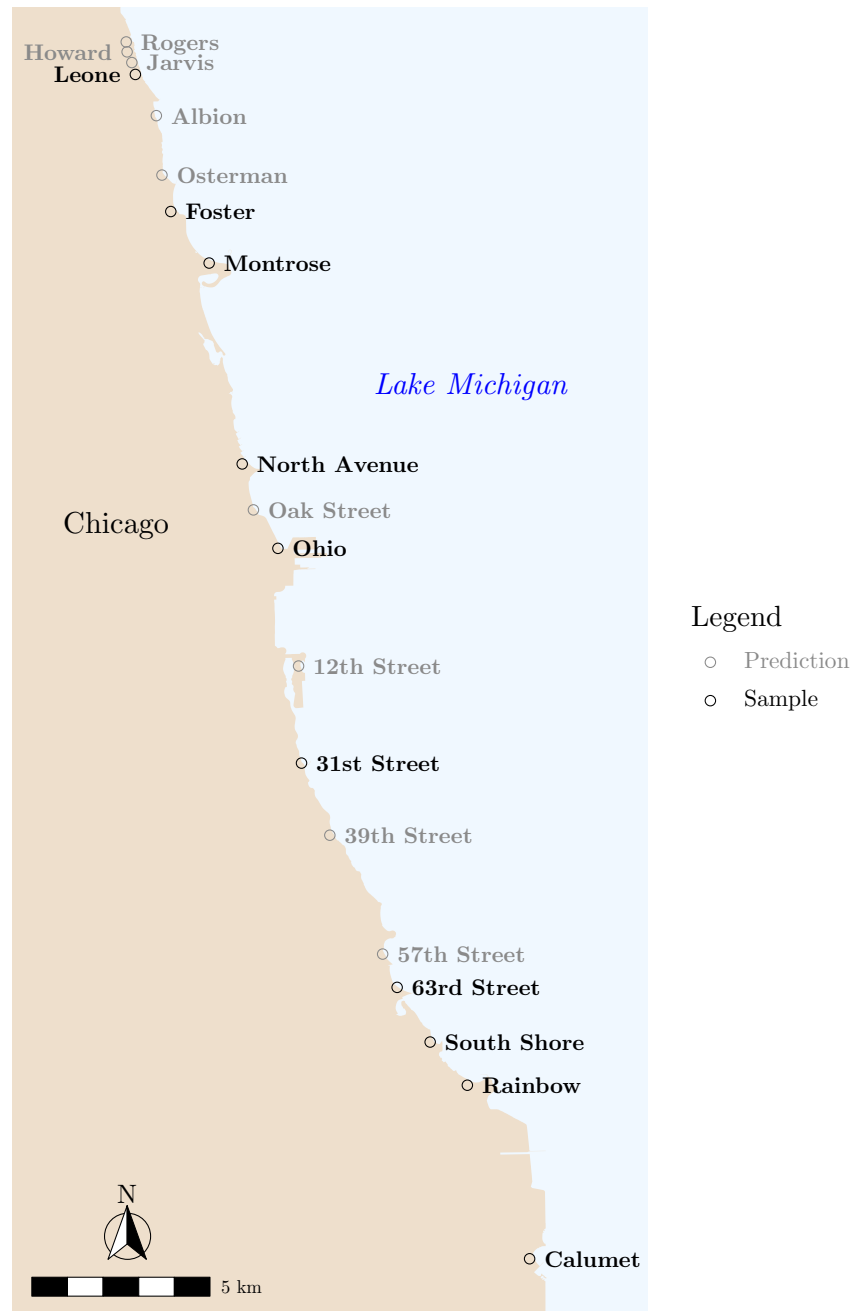 Rogers
Howard
Jarvis
Leone
Albion
Osterman
Foster
Montrose
Lake Michigan
North Avenue
Oak Street
Chicago
Ohio
Legend
Prediction
12th Street
Sample
31st Street
39th Street
57th Street
63rd Street
South Shore
Rainbow
N
Calumet
5 km